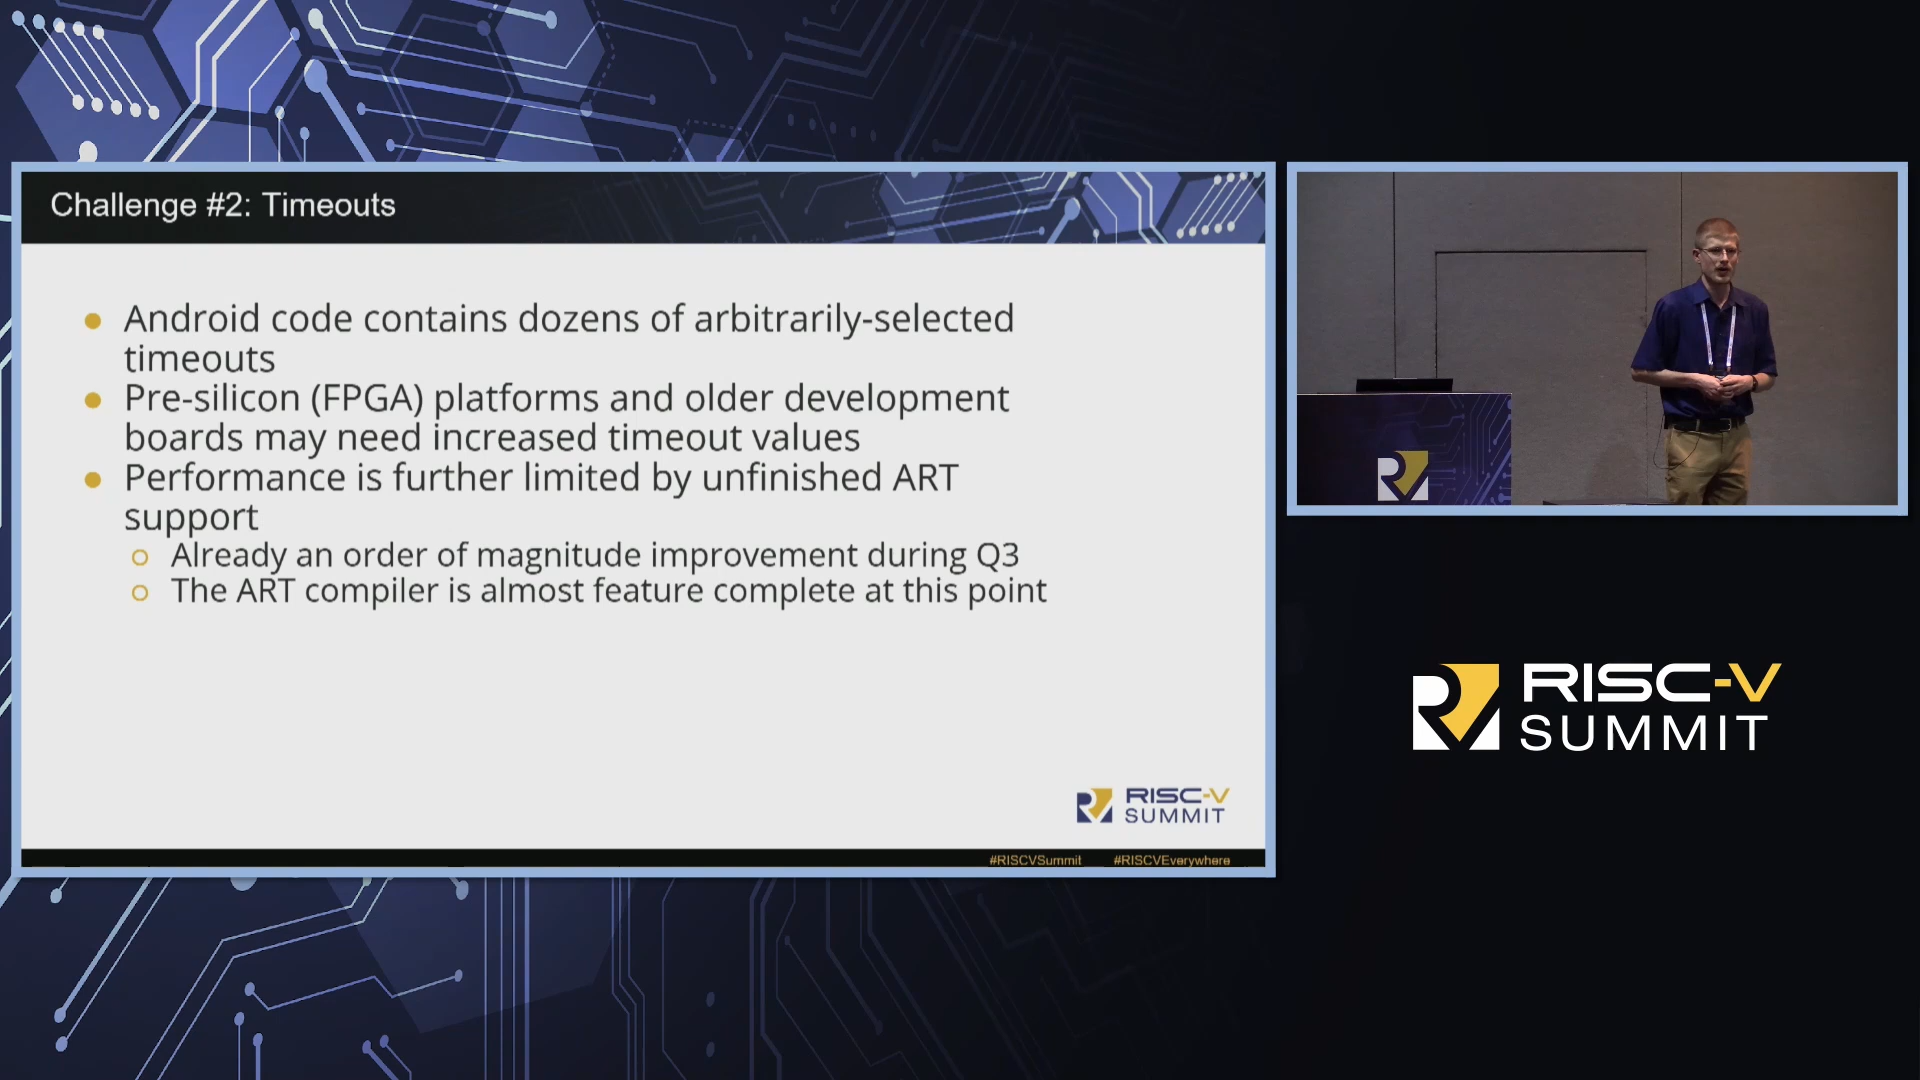 Challenge #2: Timeouts
Android code contains dozens of arbitrarily-selected
timeouts
Pre-silicon (FPGA) platforms and older development
boards may need increased timeout values
Performance is further limited by unfinished ART
support
Already an order of magnitude improvement during Q3
The ART compiler is almost feature complete at this point
RISC-V
SUMMIT
#RISCVSummit #RISCVEverywhere
RISC-V
SUMMIT